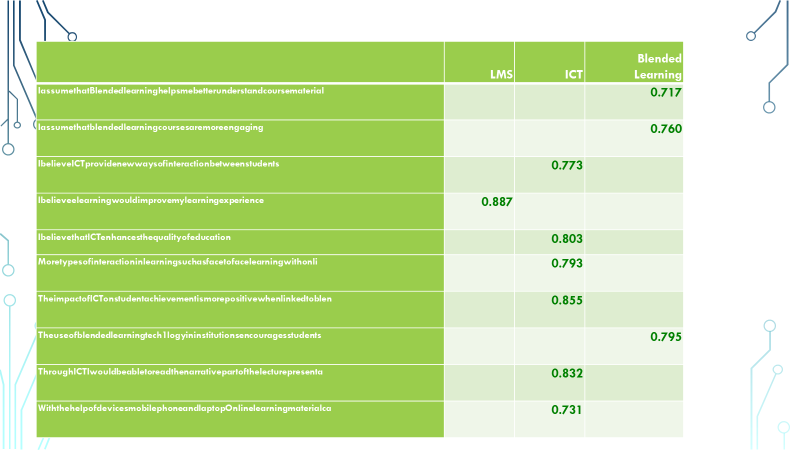 LMS ICT Blended Learning
IassumethatBlendedlearninghelpsmebetterunderstandcoursematerial 0.717
Iassumethatblendedlearningcoursesaremoreengaging 0.760
IbelieveICTprovidenewwaysofinteractionbetweenstudents 0.773
Ibelieveelearningwouldimprovemylearningexperience 0.887
IbelievethatICTenhancesthequalityofeducation 0.803
Moretypesofinteractioninlearningsuchasfacetofacelearningwithonli 0.793
TheimpactofICTonstudentachievementismorepositivewhenlinkedtoblen 0.855
Theuseofblendedlearningtech1logyininstitutionsencouragesstudents 0.795
ThroughICTIwouldbeabletoreadthenarrativepartofthelecturepresenta 0.832
WiththehelpofdevicesmobilephoneandlaptopOnlinelearningmaterialca 0.731